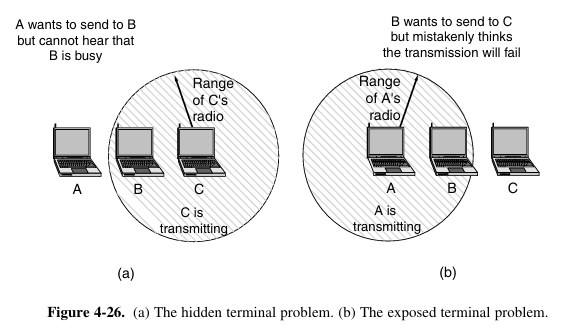 A wants to send to B
but cannot hear that
B is busy
B wants to send to C
but mistakenly thinks
the transmission will fail
Range
of C's
radio
A
B
C
C is
transmitting
Range
of A's
radio
A
B
C
A is
transmitting
(a)
(b)
Figure 4-26. (a) The hidden terminal problem. (b) The exposed terminal problem.